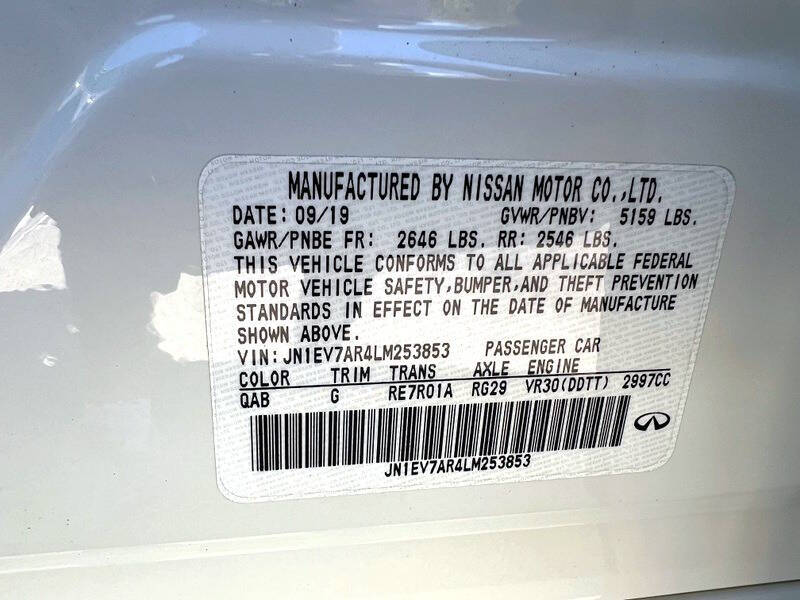 MANUFACTURED BY NISSAN MOTOR CO.,LTD.
DATE: 09/19 GVWR/PNBV: 5159 LBS.
GAWR/PNBE FR: 2646 LBS. RR: 2546 LBS.
THIS VEHICLE CONFORMS TO ALL APPLICABLE FEDERAL
MOTOR VEHICLE SAFETY,BUMPER,AND THEFT PREVENTION
STANDARDS IN EFFECT ON THE DATE OF MANUFACTURE
SHOWN ABOVE.
VIN:JN1EV7AR4LM253853 PASSENGER CAR
COLOR TRIM TRANS AXLE ENGINE
QAB G RE7R01A RG29 VR30(DDTT) 2997CC
JN1EV7AR4LM253853